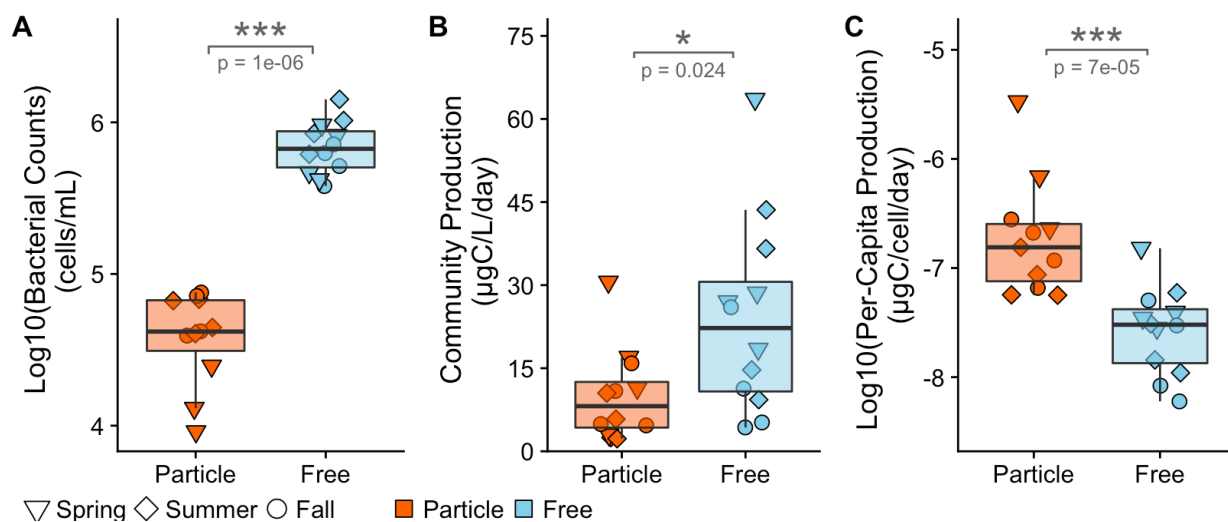 A
Log10(Bacterial Counts)
(cells/mL)
6
5
4
***
p = 1e-06
Particle
Free
B
Community Production
(µgC/L/day)
75
60
45
30
15
0
*
p = 0.024
Particle
Free
C
Log10(Per-Capita Production)
(µgC/cell/day)
-5
-6
-7
-8
***
p = 7e-05
Particle
Free
Spring Summer Fall Particle Free